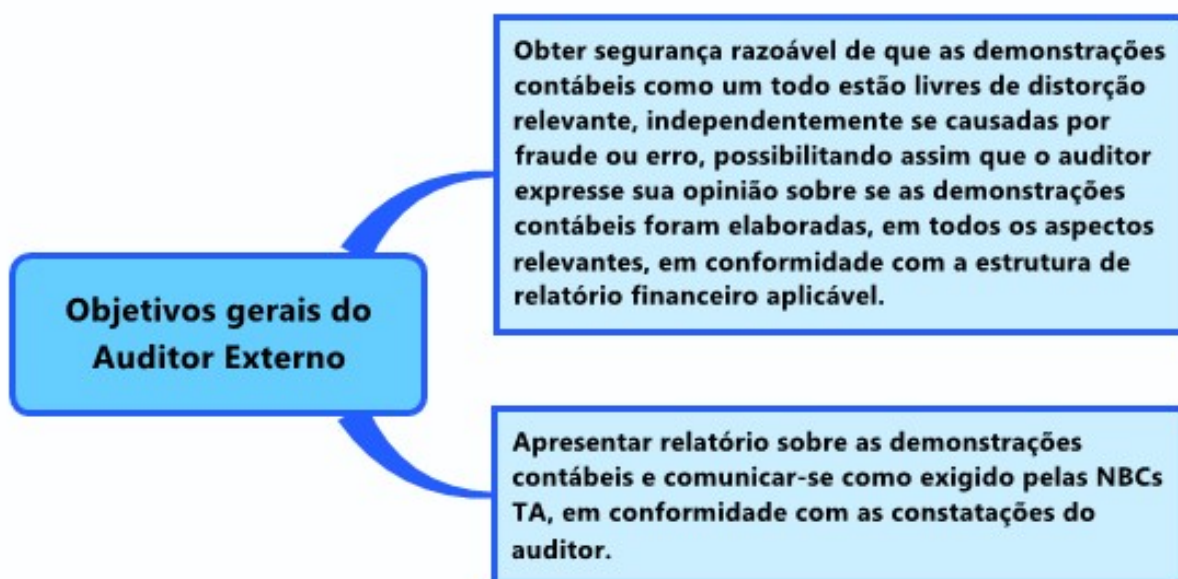 Obter segurança razoável de que as demonstrações
contábeis como um todo estão livres de distorção
relevante, independentemente se causadas por
fraude ou erro, possibilitando assim que o auditor
expresse sua opinião sobre se as demonstrações
contábeis foram elaboradas, em todos os aspectos
relevantes, em conformidade com a estrutura de
relatório financeiro aplicável.
Objetivos gerais do
Auditor Externo
Apresentar relatório sobre as demonstrações
contábeis e comunicar-se como exigido pelas NBCs
TA, em conformidade com as constatações do
auditor.